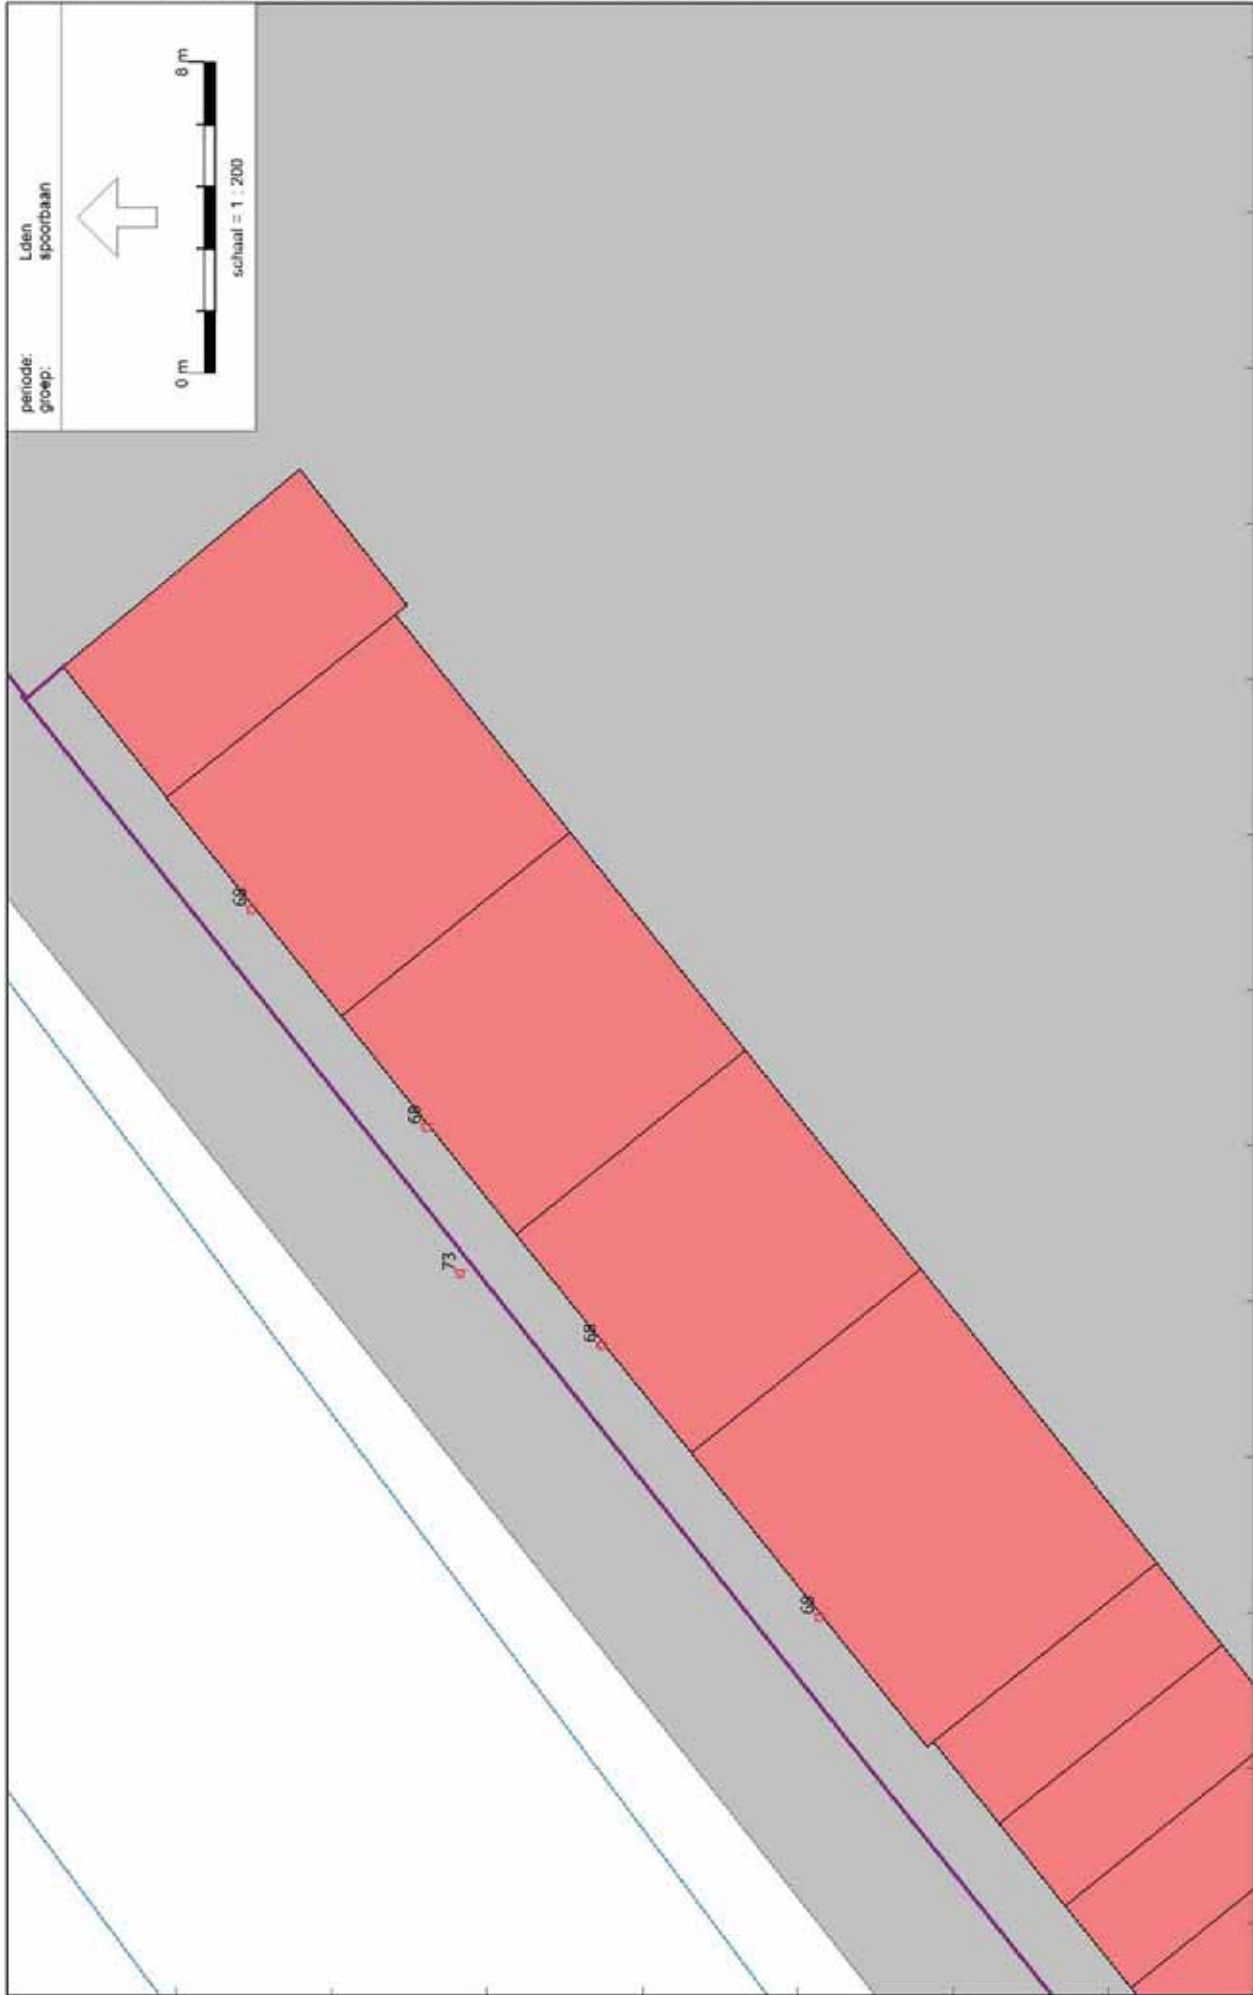 periode: Lden
groep: spoorbaan
0 m 8 m
schaal = 1 : 200
68
68
73
68
68